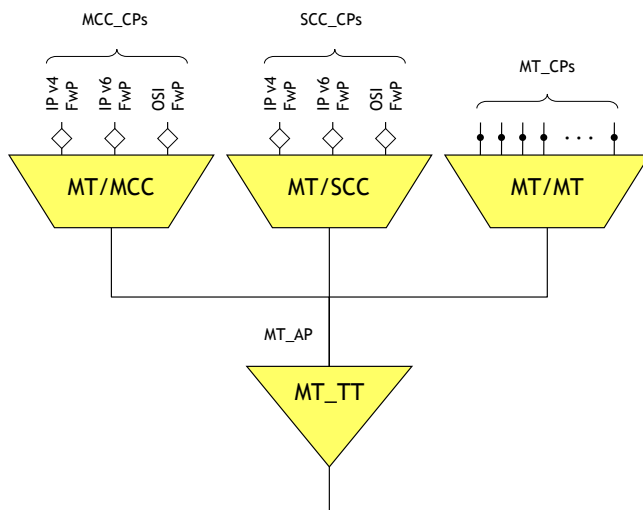 MCC_CPs
SCC_CPs
MT_CPs
IP v4
FwP
IP v6
FwP
OSI
FwP
IP v4
FwP
IP v6
FwP
OSI
FwP
. . .
MT/MCC
MT/SCC
MT/MT
MT_AP
MT_TT